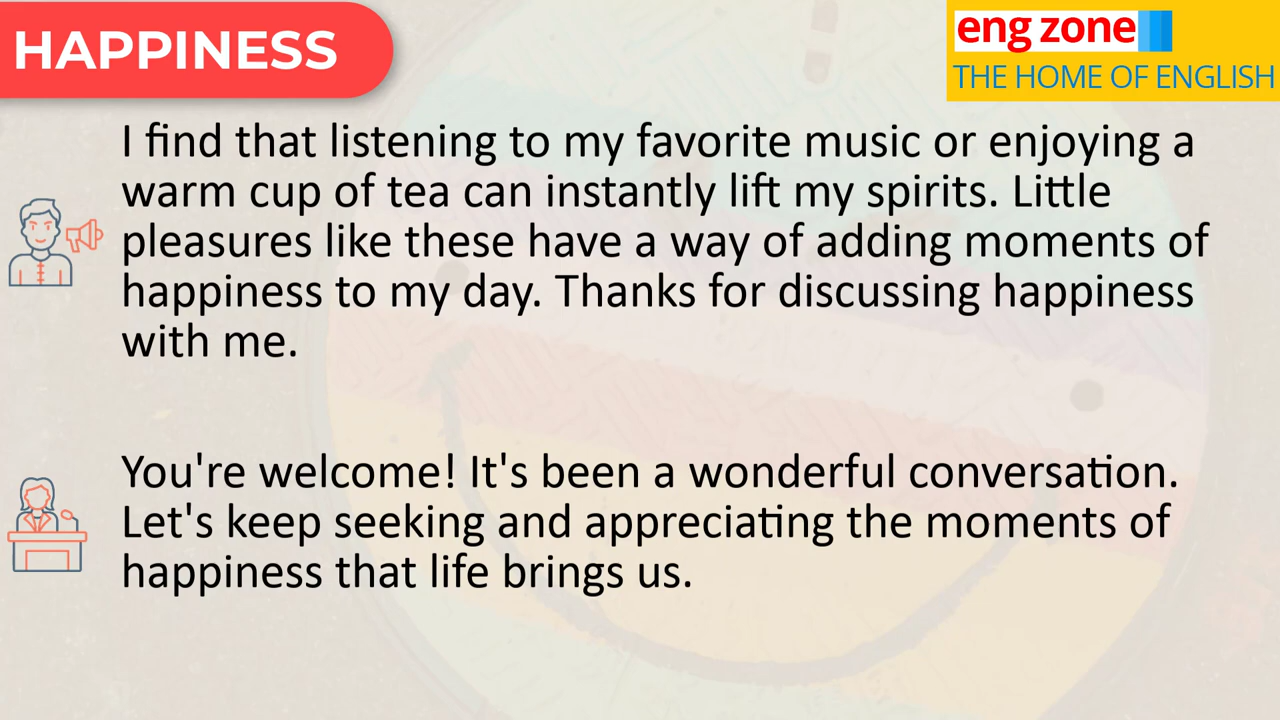 HAPPINESS
eng zone
THE HOME OF ENGLISH
I find that listening to my favorite music or enjoying a
warm cup of tea can instantly lift my spirits. Little
pleasures like these have a way of adding moments of
happiness to my day. Thanks for discussing happiness
with me.
You're welcome! It's been a wonderful conversation.
Let's keep seeking and appreciating the moments of
happiness that life brings us.